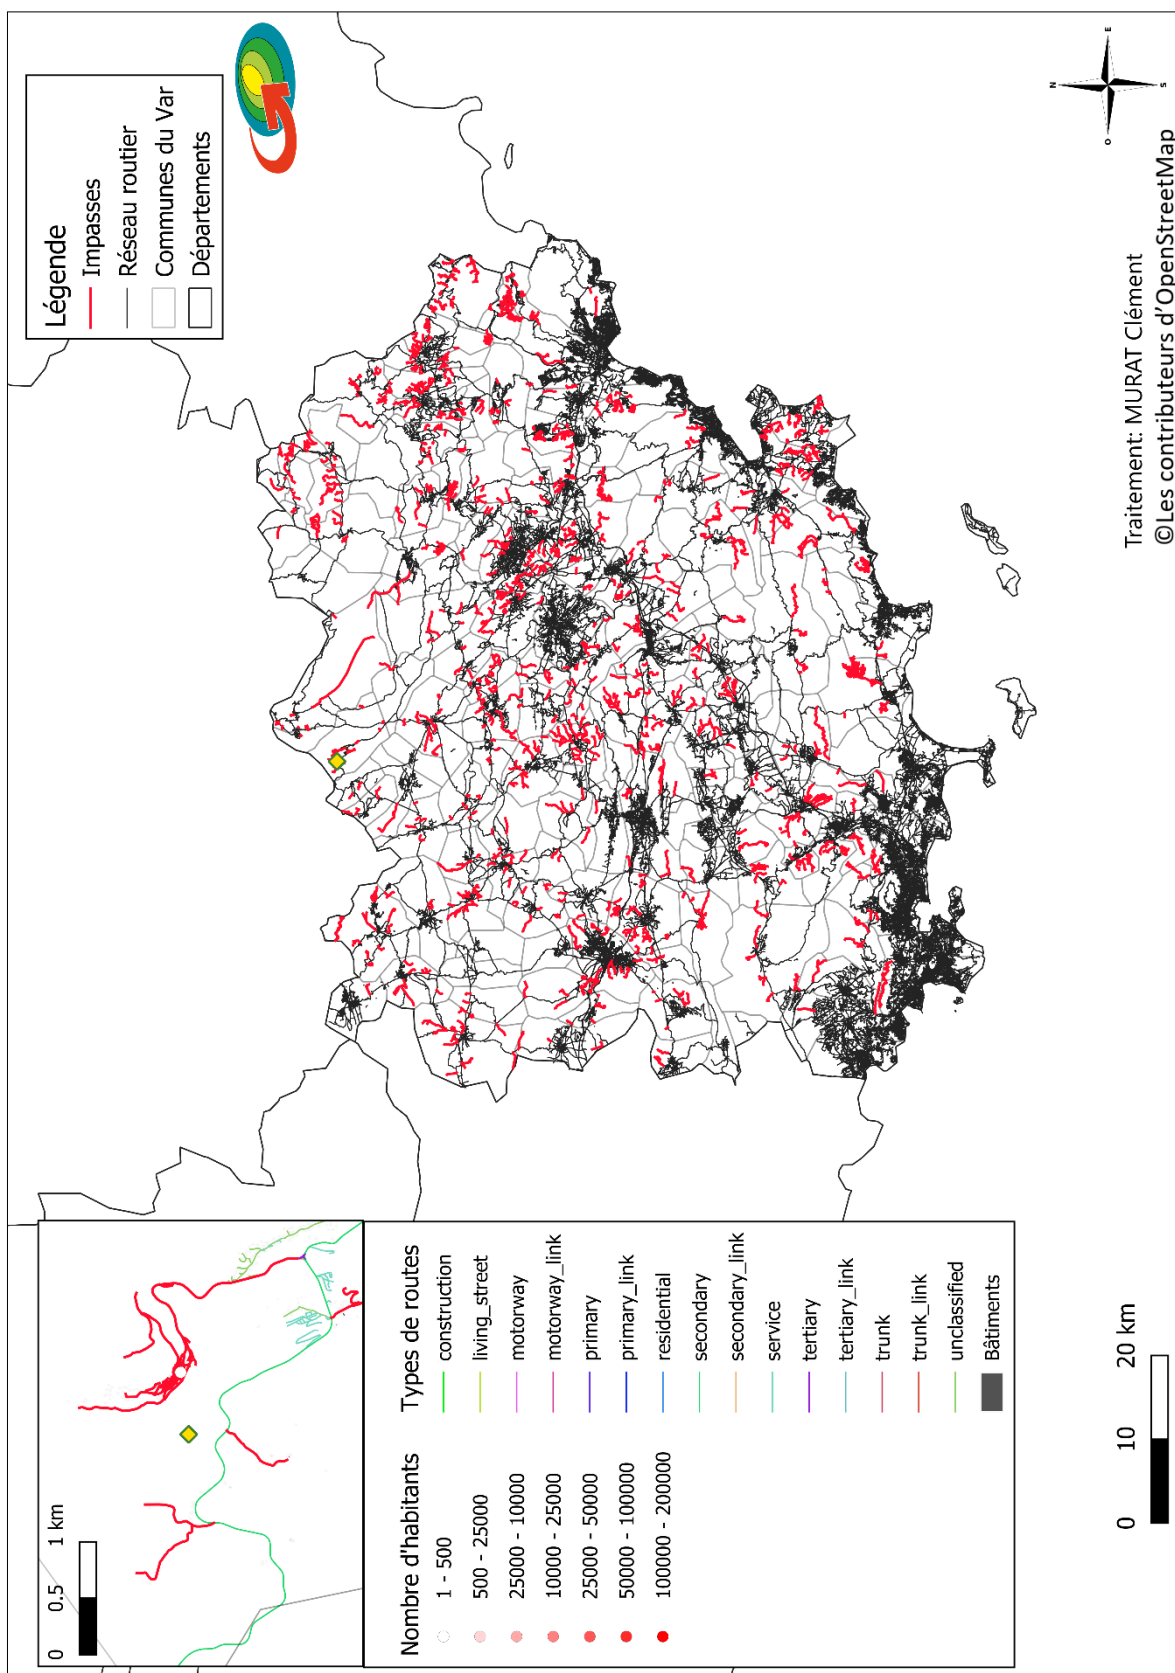 Légende
Impasses
Réseau routier
Communes du Var
Départements
N
E
S
O
0 0.5 1 km
Nombre d'habitants
1 - 500
500 - 25000
25000 - 10000
10000 - 25000
25000 - 50000
50000 - 100000
100000 - 200000
Types de routes
construction
living_street
motorway
motorway_link
primary
primary_link
residential
secondary
secondary_link
service
tertiary
tertiary_link
trunk
trunk_link
unclassified
Bâtiments
0 10 20 km
Traitement: MURAT Clément
©Les contributeurs d'OpenStreetMap